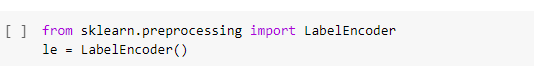 [ ] from sklearn.preprocessing import LabelEncoder
le = LabelEncoder()